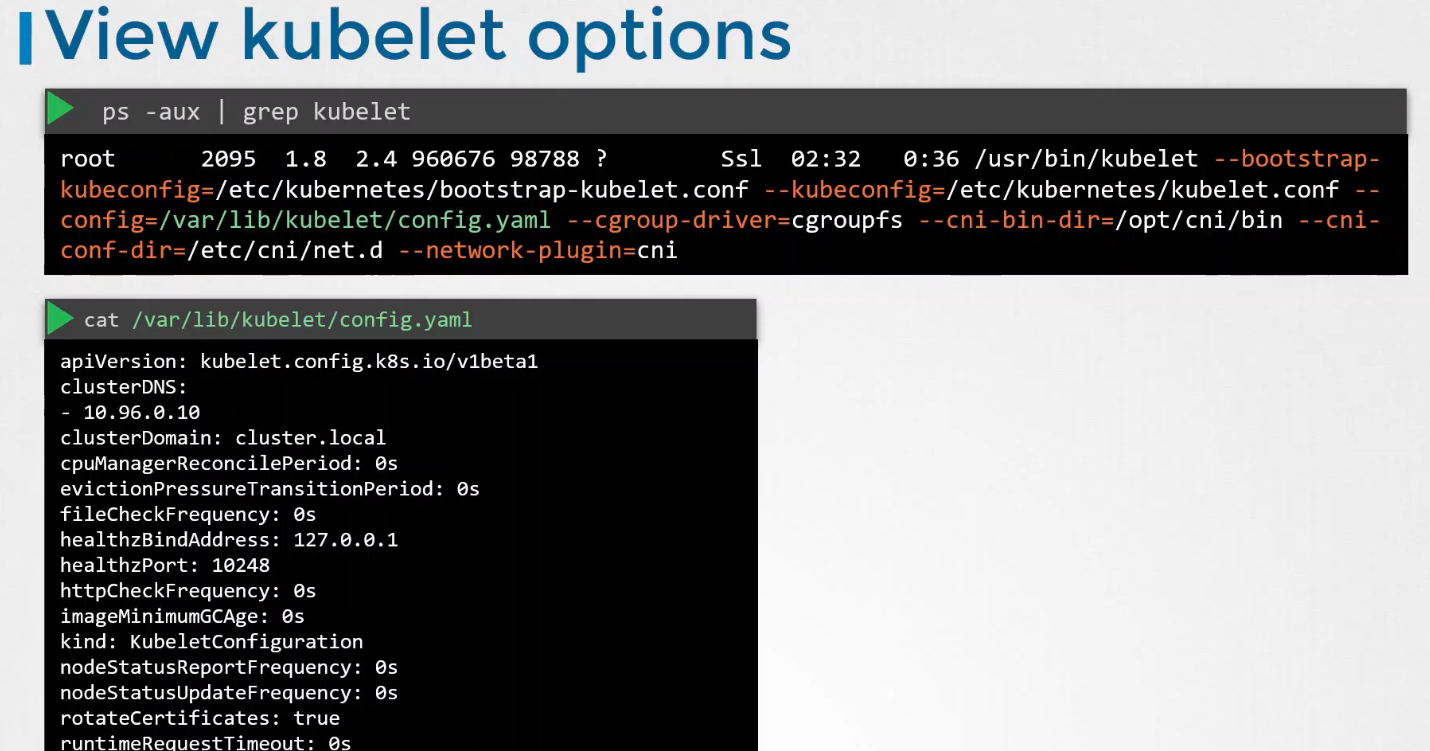 View kubelet options
ps -aux | grep kubelet
root      2095  1.8  2.4 960676 98788 ?        Ssl  02:32   0:36 /usr/bin/kubelet --bootstrap-
kubeconfig=/etc/kubernetes/bootstrap-kubelet.conf --kubeconfig=/etc/kubernetes/kubelet.conf --
config=/var/lib/kubelet/config.yaml --cgroup-driver=cgroupfs --cni-bin-dir=/opt/cni/bin --cni-
conf-dir=/etc/cni/net.d --network-plugin=cni
cat /var/lib/kubelet/config.yaml
apiVersion: kubelet.config.k8s.io/v1beta1
clusterDNS:
- 10.96.0.10
clusterDomain: cluster.local
cpuManagerReconcilePeriod: 0s
evictionPressureTransitionPeriod: 0s
fileCheckFrequency: 0s
healthzBindAddress: 127.0.0.1
healthzPort: 10248
httpCheckFrequency: 0s
imageMinimumGCAge: 0s
kind: KubeletConfiguration
nodeStatusReportFrequency: 0s
nodeStatusUpdateFrequency: 0s
rotateCertificates: true
runtimeRequestTimeout: 0s